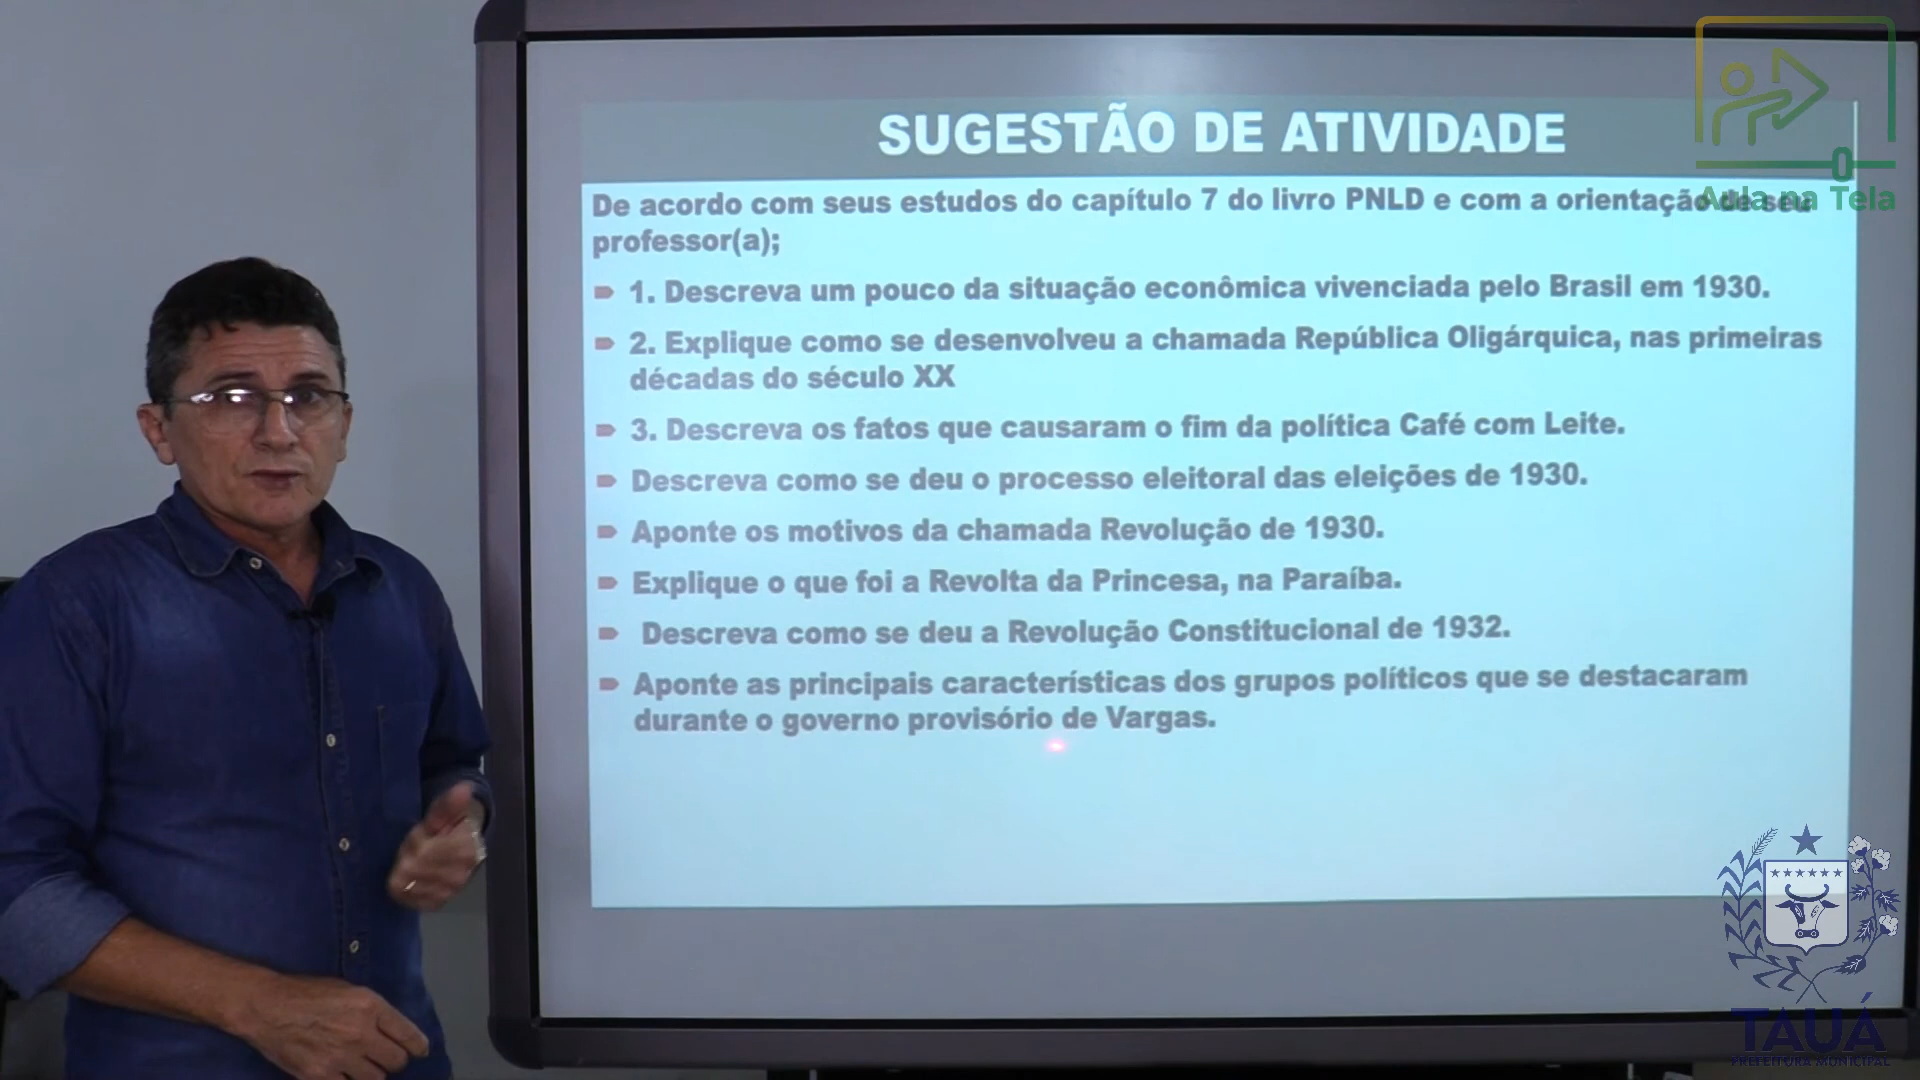 SUGESTÃO DE ATIVIDADE
De acordo com seus estudos do capítulo 7 do livro PNLD e com a orientação de seu
professor(a);
1. Descreva um pouco da situação econômica vivenciada pelo Brasil em 1930.
2. Explique como se desenvolveu a chamada República Oligárquica, nas primeiras
décadas do século XX
3. Descreva os fatos que causaram o fim da política Café com Leite.
Descreva como se deu o processo eleitoral das eleições de 1930.
Aponte os motivos da chamada Revolução de 1930.
Explique o que foi a Revolta da Princesa, na Paraíba.
Descreva como se deu a Revolução Constitucional de 1932.
Aponte as principais características dos grupos políticos que se destacaram
durante o governo provisório de Vargas.
Aula na Tela
TAUÁ
PREFEITURA MUNICIPAL